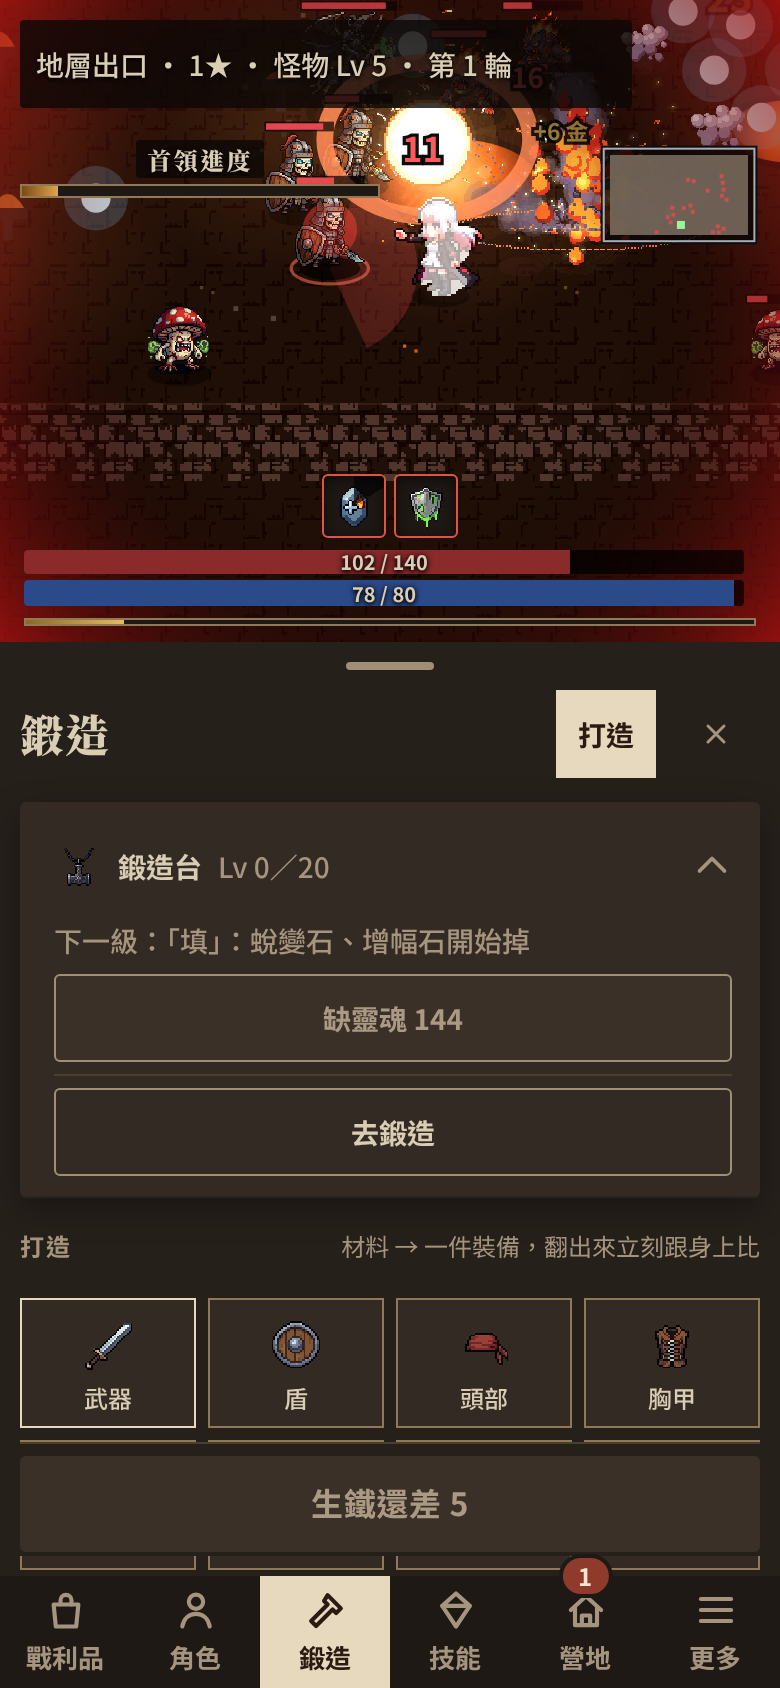 地層出口 • 1★ • 怪物 Lv 5 • 第 1 輪
23
16
11
+6 金
首領進度
102 / 140
78 / 80
鍛造
打造
鍛造台 Lv 0／20
下一級：「填」：蛻變石、增幅石開始掉
缺靈魂 144
去鍛造
打造
材料 → 一件裝備，翻出來立刻跟身上比
武器
盾
頭部
胸甲
生鐵還差 5
1
戰利品
角色
鍛造
技能
營地
更多